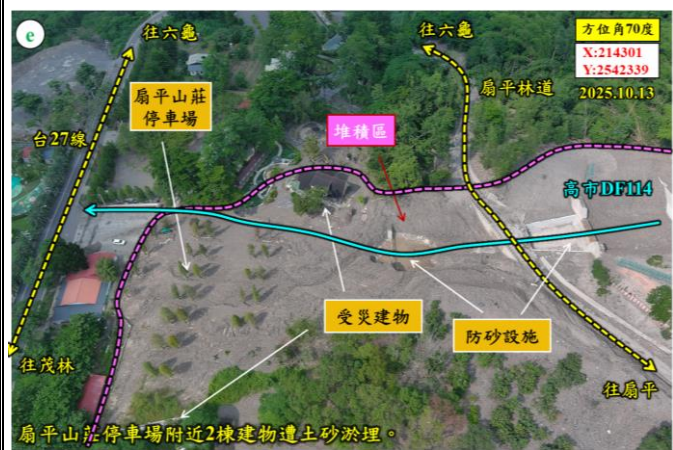 e
往六龜
往六龜
方位角70度
X:214301
Y:2542339
2025.10.13
扇平山莊
停車場
扇平林道
台27線
堆積區
高市DF114
受災建物
防砂設施
往茂林
往扇平
扇平山莊停車場附近2棟建物遭土砂淤埋。